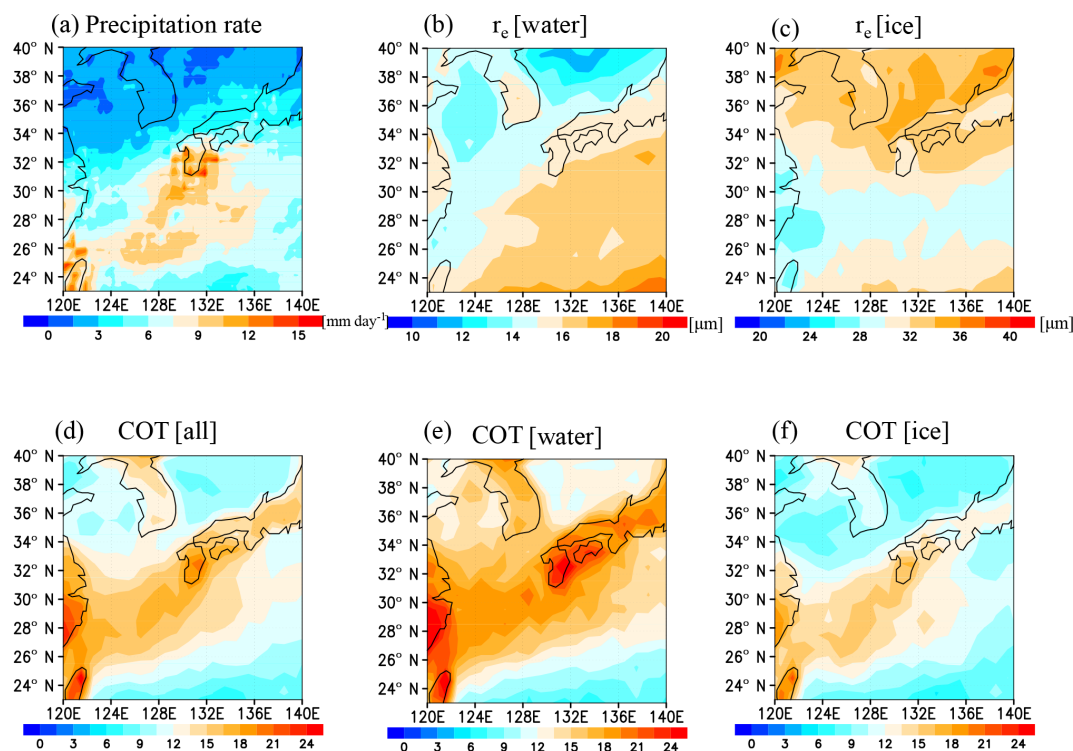 (a) Precipitation rate
(b) rₑ [water]
(c) rₑ [ice]
40° N
38° N
36° N
34° N
32° N
30° N
28° N
26° N
24° N
120E 124E 128E 132E 136E 140E
0 3 6 9 12 15 [mm day⁻¹]
40° N
38° N
36° N
34° N
32° N
30° N
28° N
26° N
24° N
120E 124E 128E 132E 136E 140E
10 12 14 16 18 20 [μm]
40° N
38° N
36° N
34° N
32° N
30° N
28° N
26° N
24° N
120E 124E 128E 132E 136E 140E
20 24 28 32 36 40 [μm]
(d) COT [all]
(e) COT [water]
(f) COT [ice]
40° N
38° N
36° N
34° N
32° N
30° N
28° N
26° N
24° N
120E 124E 128E 132E 136E 140E
0 3 6 9 12 15 18 21 24
40° N
38° N
36° N
34° N
32° N
30° N
28° N
26° N
24° N
120E 124E 128E 132E 136E 140E
0 3 6 9 12 15 18 21 24
40° N
38° N
36° N
34° N
32° N
30° N
28° N
26° N
24° N
120E 124E 128E 132E 136E 140E
0 3 6 9 12 15 18 21 24